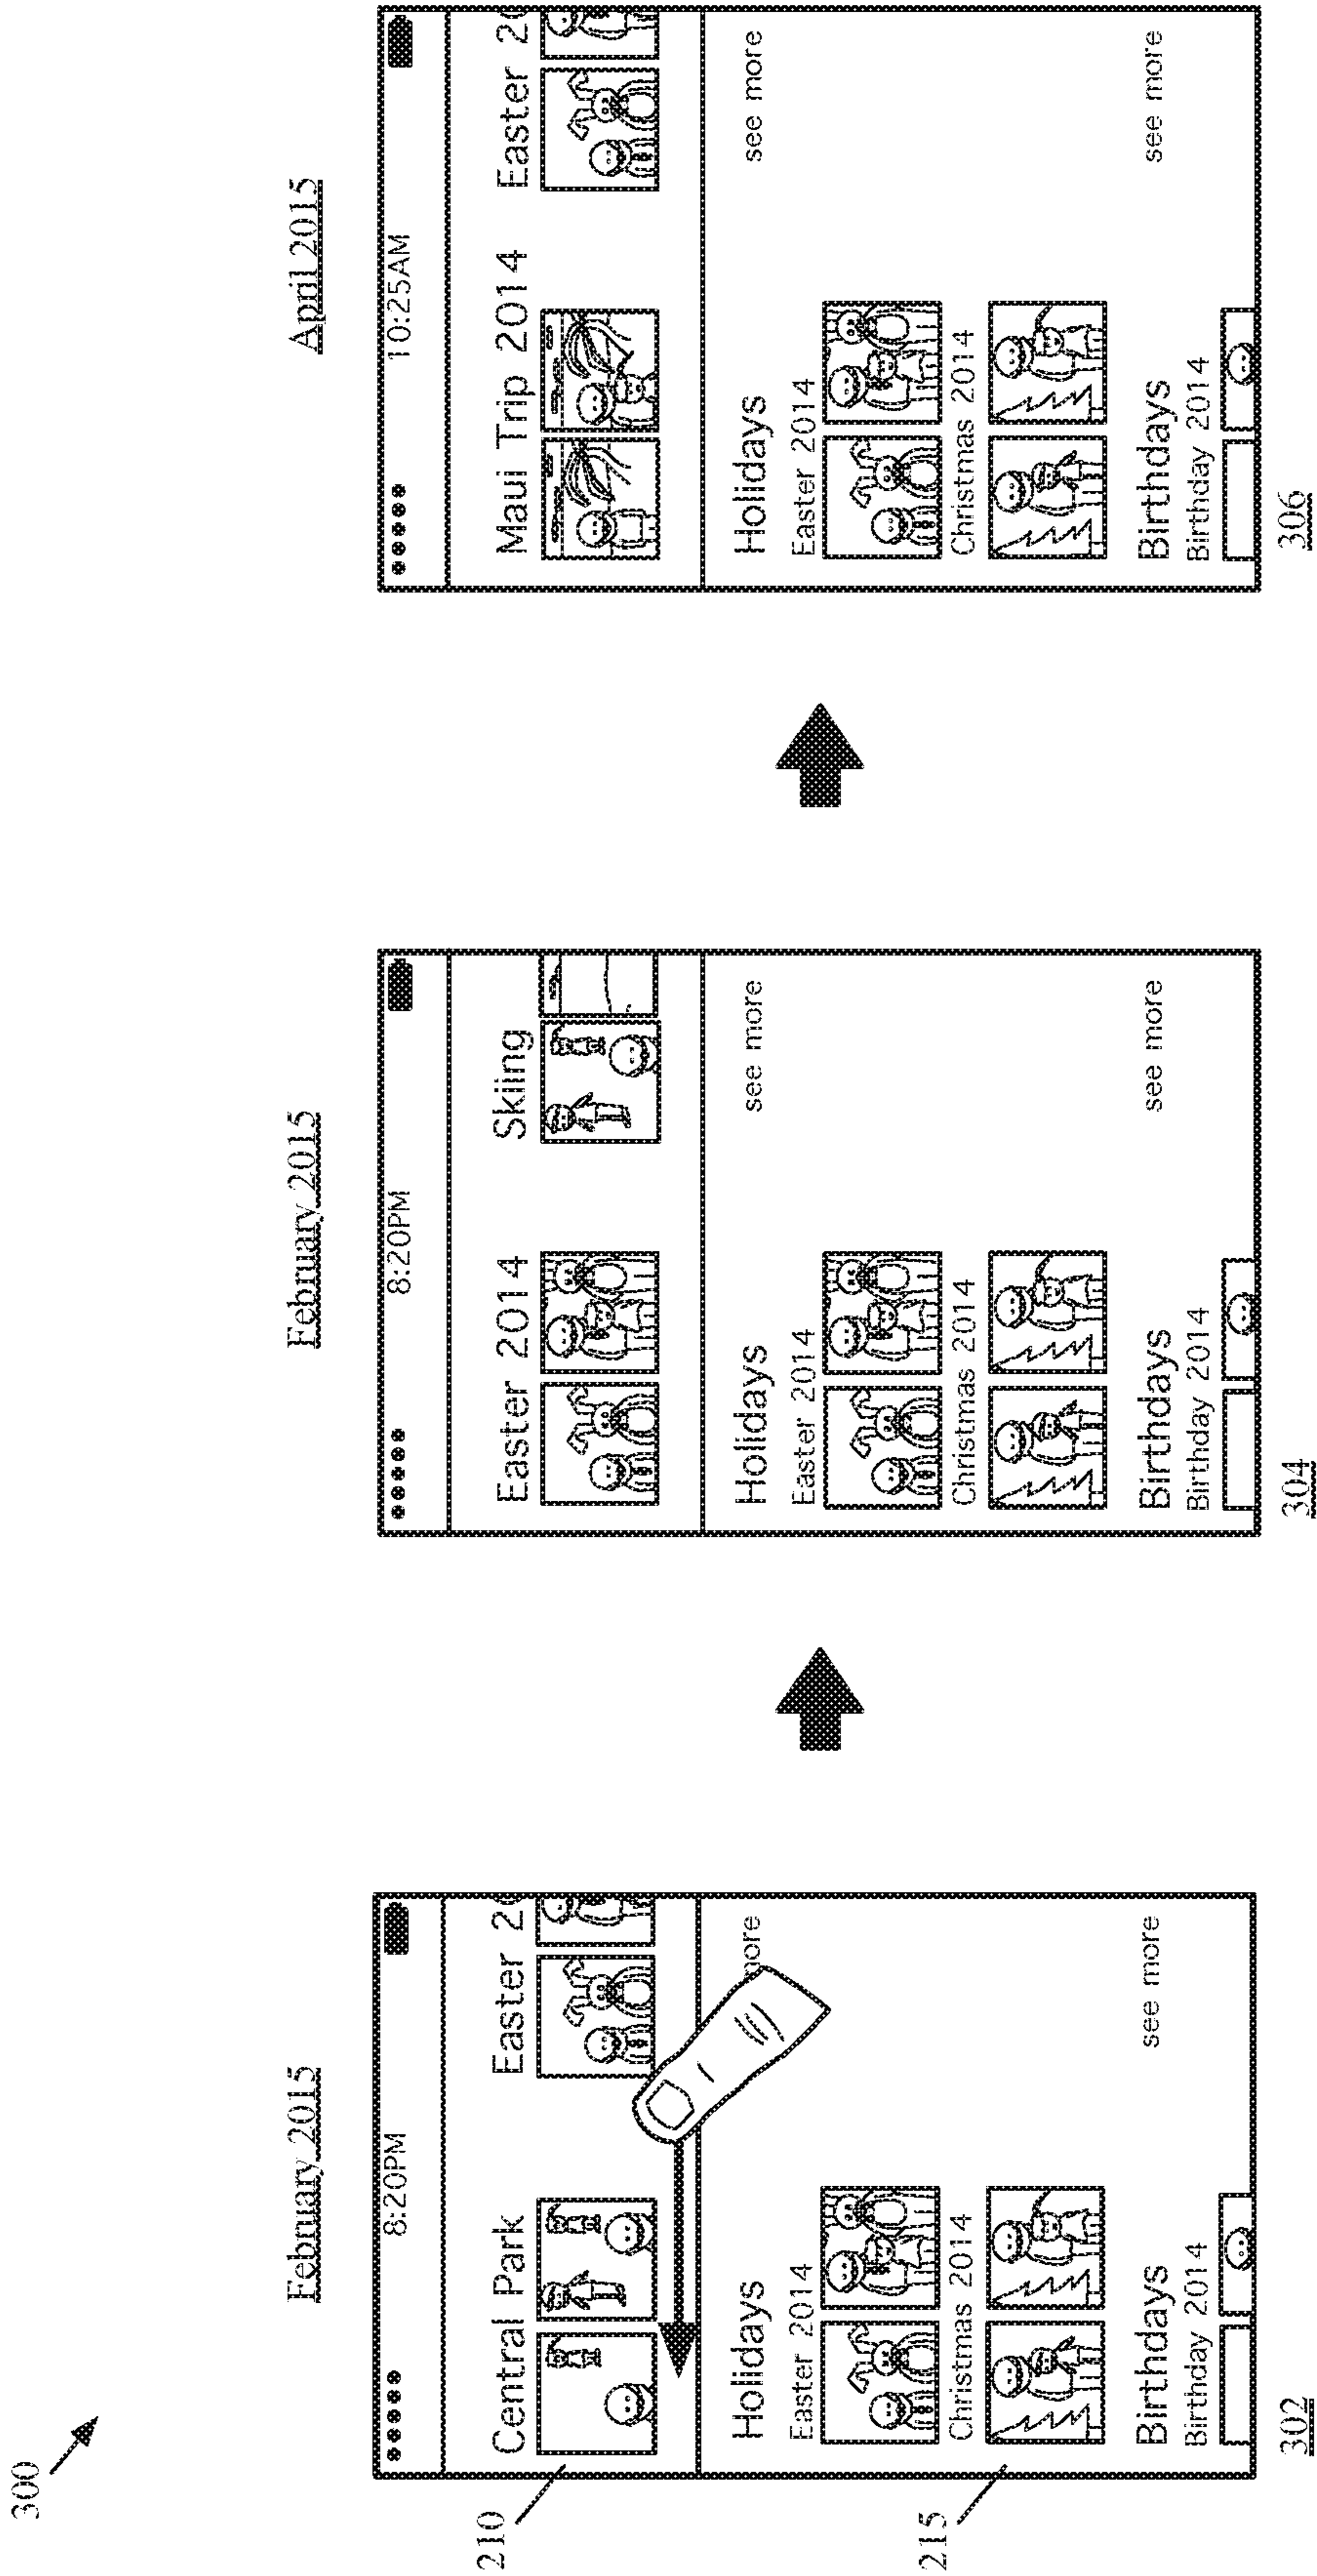 300
February 2015
8:20PM
Central Park Easter 20
210
Holidays
Easter 2014
Christmas 2014
215
Birthdays see more
Birthday 2014
302
February 2015
8:20PM
Easter 2014 Skiing
Holidays see more
Easter 2014
Christmas 2014
Birthdays see more
Birthday 2014
304
April 2015
10:25AM
Maui Trip 2014 Easter 20
Holidays see more
Easter 2014
Christmas 2014
Birthdays see more
Birthday 2014
306